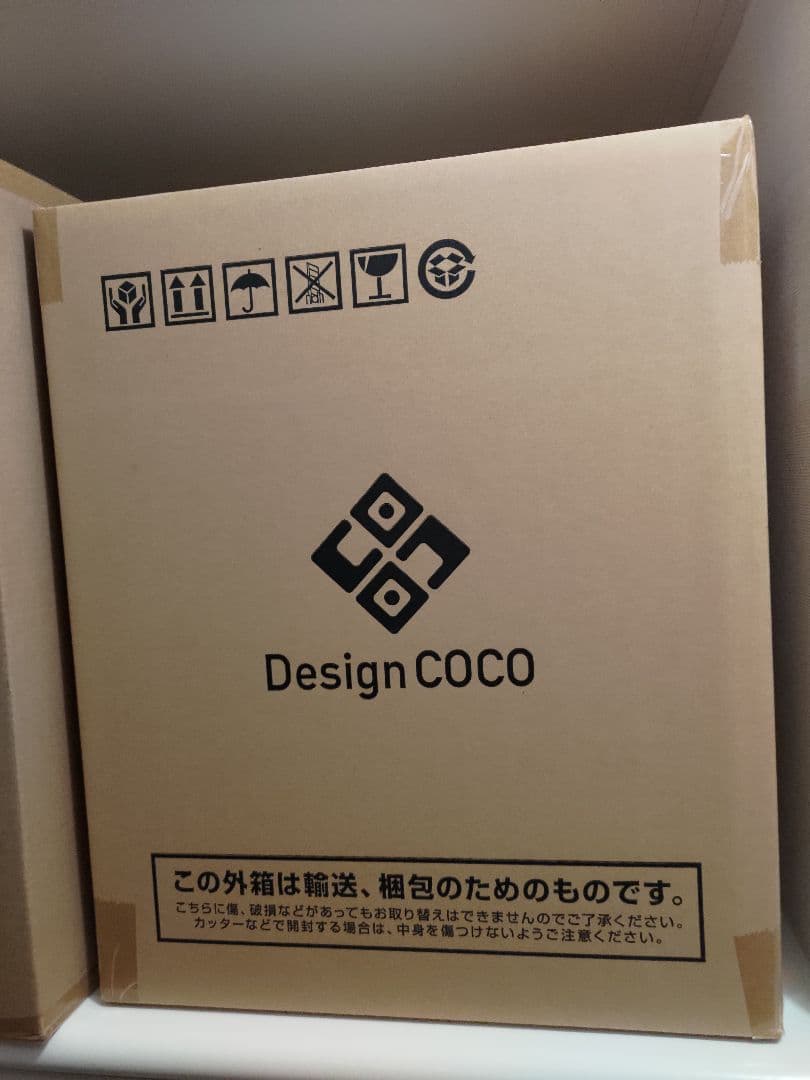 Design COCO
この外箱は輸送、梱包のためのものです。
こちらに傷、破損などがあってもお取り替えはできませんのでご了承ください。
カッターなどで開封する場合は、中身を傷つけないようご注意ください。